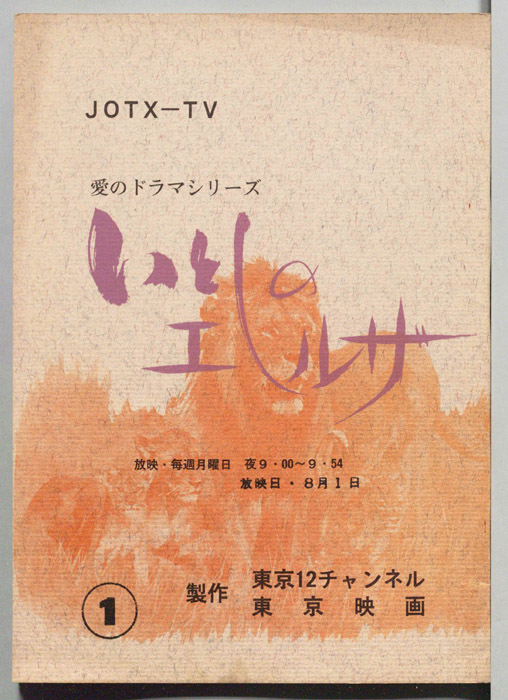 JOTX—TV
愛のドラマシリーズ
いとしの
エルザ
放映・毎週月曜日 夜9・00〜9・54
放映日・8月1日
製作 東京12チャンネル
東京映画
1